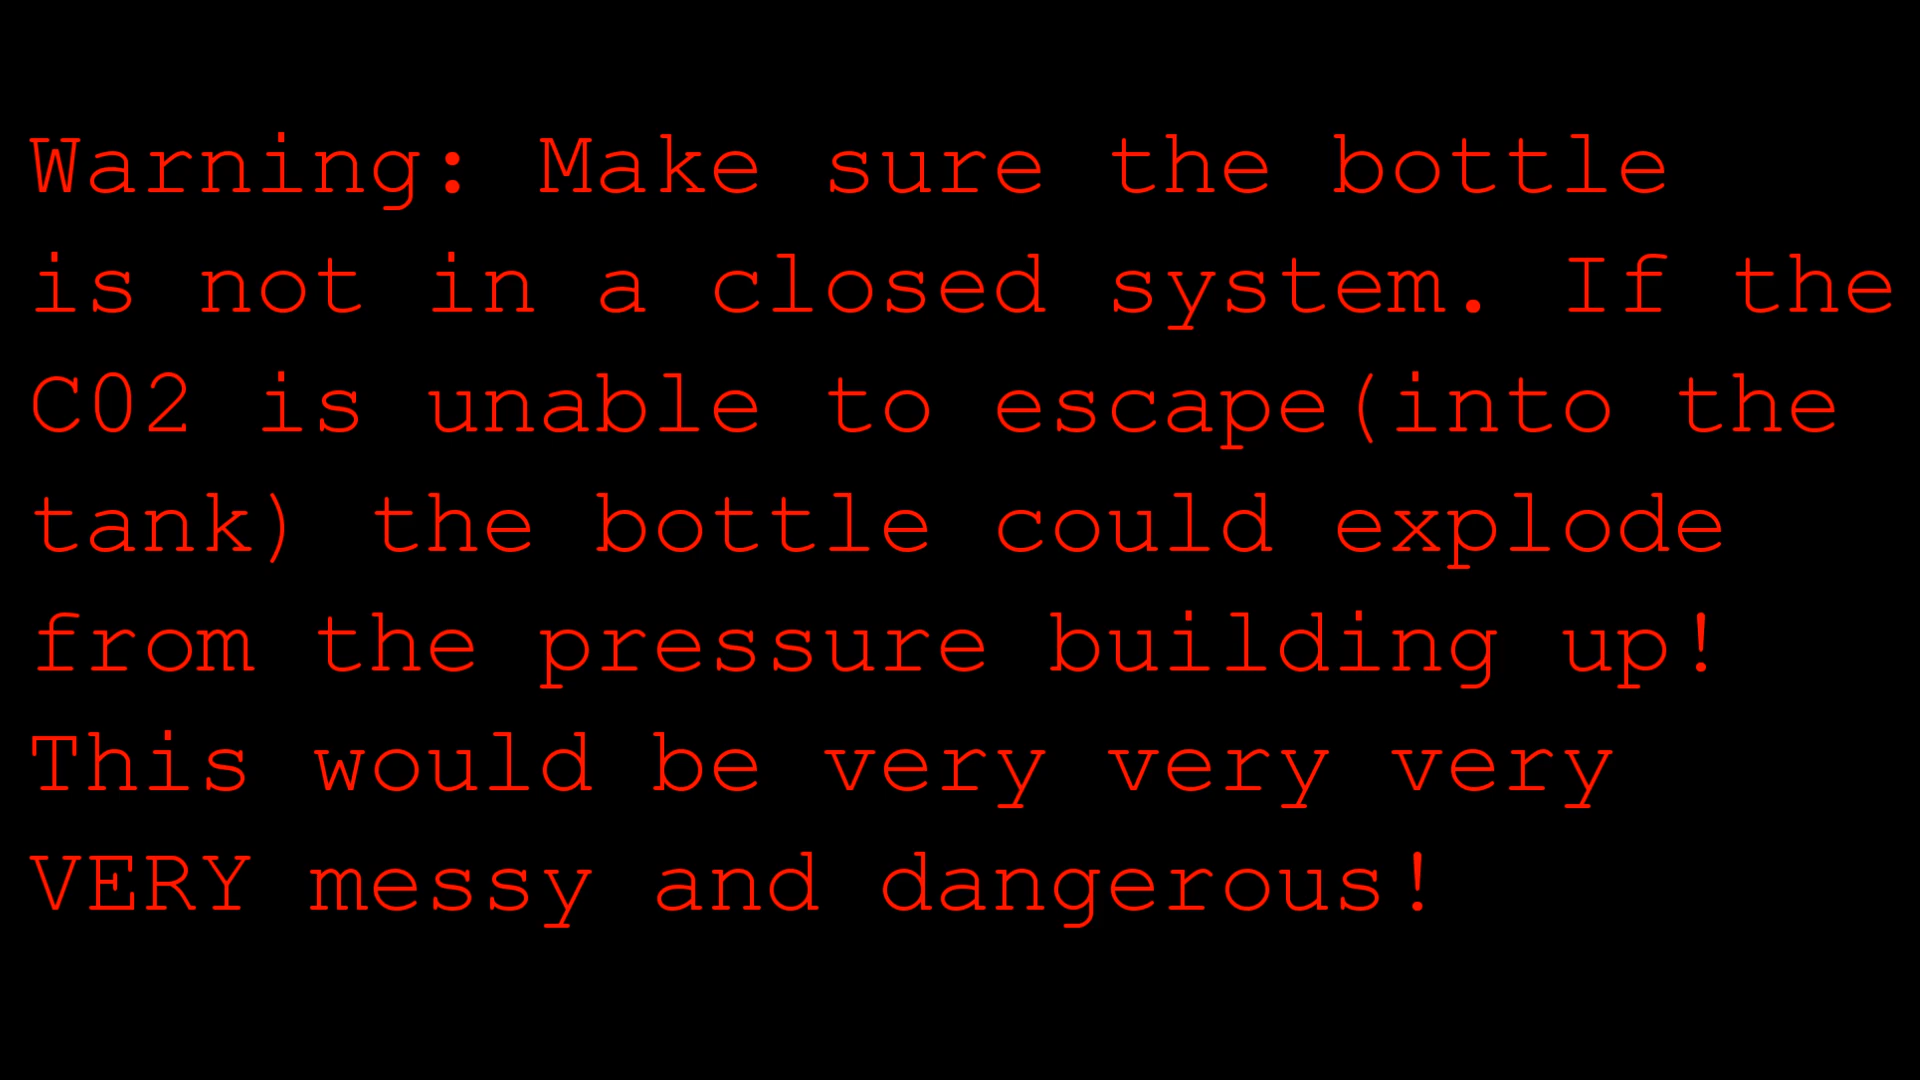 Warning: Make sure the bottle
is not in a closed system. If the
CO2 is unable to escape(into the
tank) the bottle could explode
from the pressure building up!
This would be very very very
VERY messy and dangerous!